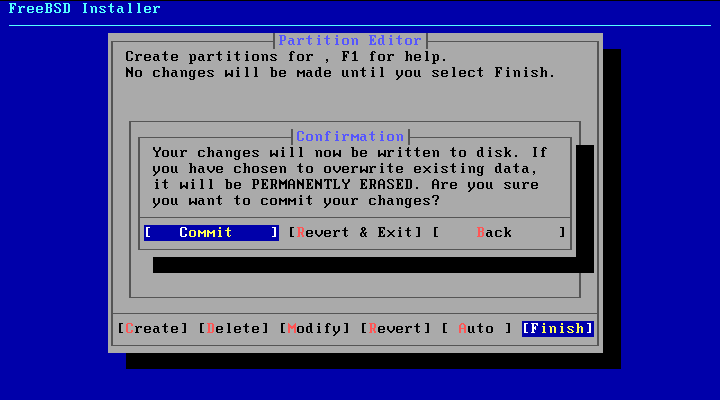 FreeBSD Installer
Partition Editor
Create partitions for , F1 for help.
No changes will be made until you select Finish.
Confirmation
Your changes will now be written to disk. If
you have chosen to overwrite existing data,
it will be PERMANENTLY ERASED. Are you sure
you want to commit your changes?
[ Commit ] [Revert & Exit] [ Back ]
[Create] [Delete] [Modify] [Revert] [ Auto ] [Finish]